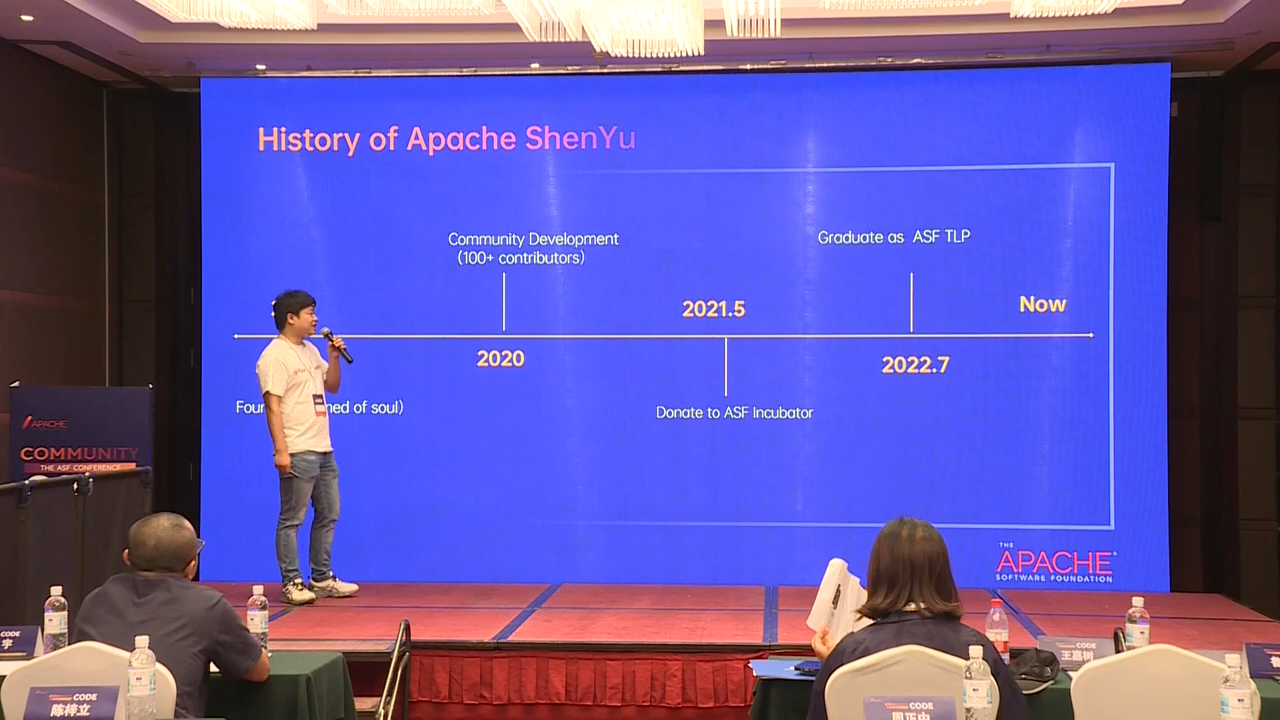 History of Apache ShenYu
Community Development
(100+ contributors)
Graduate as ASF TLP
2021.5
Now
2020
2022.7
ned of soul)
Donate to ASF Incubator
APACHE
COMMUNITY
THE ASF CONFERENCE
THE
APACHE
SOFTWARE FOUNDATION
CODE
宇
CODE
陈梓立
CODE
王嘉树
CODE